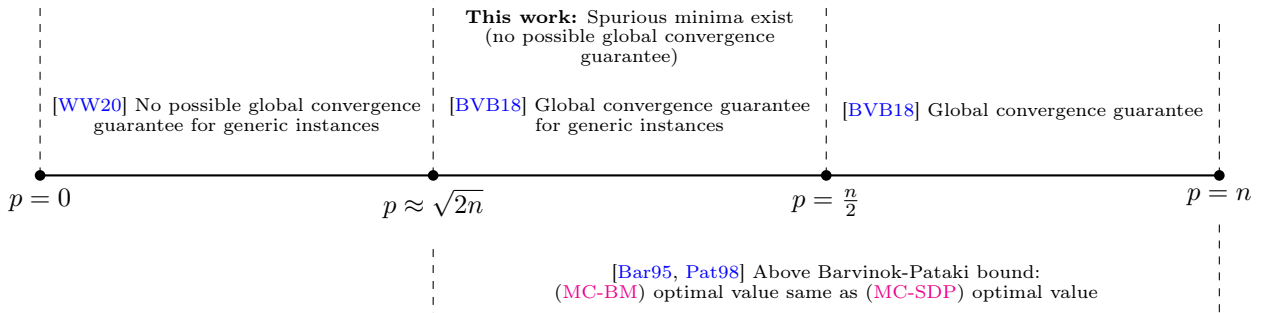 This work: Spurious minima exist
(no possible global convergence
guarantee)
[WW20] No possible global convergence
guarantee for generic instances
[BVB18] Global convergence guarantee
for generic instances
[BVB18] Global convergence guarantee
p = 0
p ≈ √2n
p = n/2
p = n
[Bar95, Pat98] Above Barvinok-Pataki bound:
(MC-BM) optimal value same as (MC-SDP) optimal value